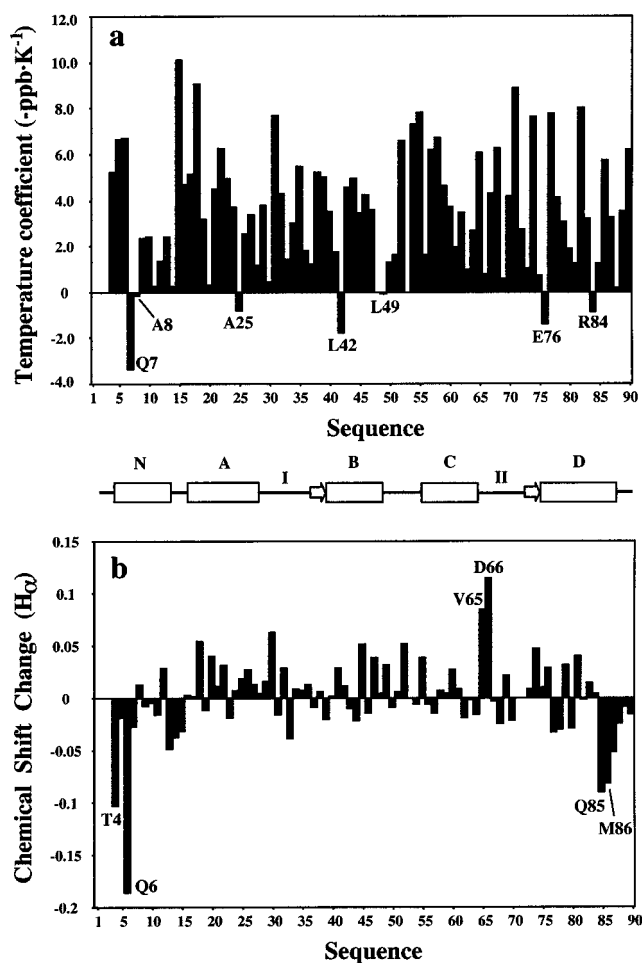 a
Temperature coefficient (-ppb·K⁻¹)
12.0
10.0
8.0
6.0
4.0
2.0
0
-2.0
-4.0
Q7
A8
A25
L42
L49
E76
R84
1 5 10 15 20 25 30 35 40 45 50 55 60 65 70 75 80 85 90
Sequence
N A I B C II D
b
Chemical Shift Change (Hα)
0.15
0.1
0.05
0
-0.05
-0.1
-0.15
-0.2
T4
Q6
V65
D66
Q85
M86
1 5 10 15 20 25 30 35 40 45 50 55 60 65 70 75 80 85 90
Sequence